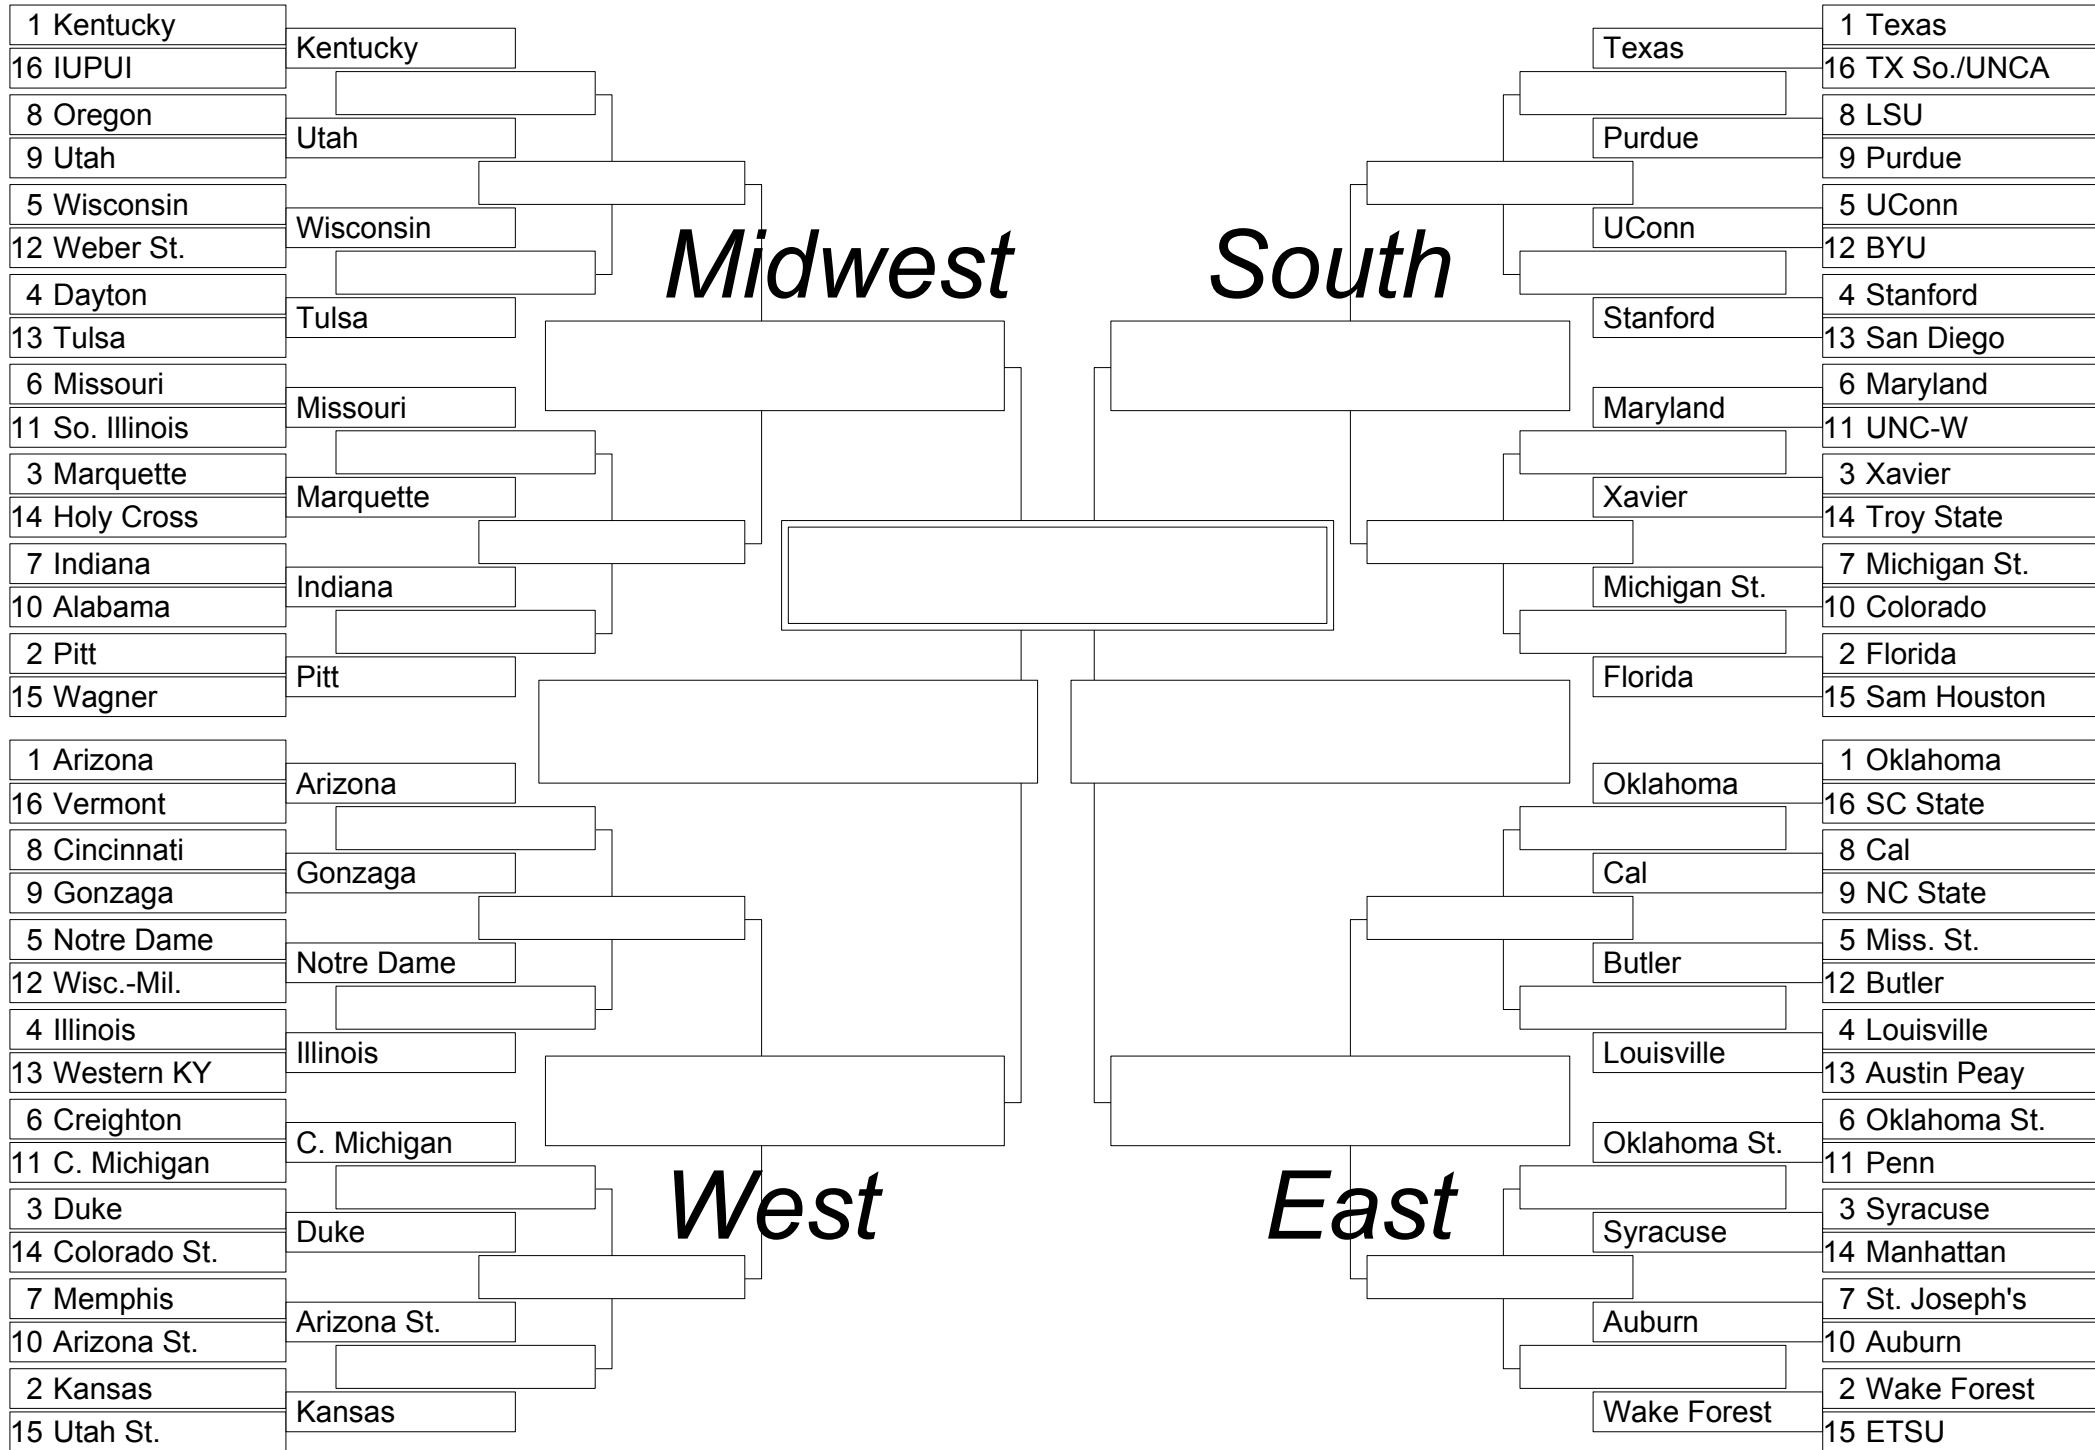 1 Kentucky
16 IUPUI
8 Oregon
9 Utah
5 Wisconsin
12 Weber St.
4 Dayton
13 Tulsa
6 Missouri
11 So. Illinois
3 Marquette
14 Holy Cross
7 Indiana
10 Alabama
2 Pitt
15 Wagner
Kentucky
Utah
Wisconsin
Tulsa
Missouri
Marquette
Indiana
Pitt
Midwest
1 Arizona
16 Vermont
8 Cincinnati
9 Gonzaga
5 Notre Dame
12 Wisc.-Mil.
4 Illinois
13 Western KY
6 Creighton
11 C. Michigan
3 Duke
14 Colorado St.
7 Memphis
10 Arizona St.
2 Kansas
15 Utah St.
Arizona
Gonzaga
Notre Dame
Illinois
C. Michigan
Duke
Arizona St.
Kansas
West
South
Texas
Purdue
UConn
Stanford
Maryland
Xavier
Michigan St.
Florida
1 Texas
16 TX So./UNCA
8 LSU
9 Purdue
5 UConn
12 BYU
4 Stanford
13 San Diego
6 Maryland
11 UNC-W
3 Xavier
14 Troy State
7 Michigan St.
10 Colorado
2 Florida
15 Sam Houston
East
Oklahoma
Cal
Butler
Louisville
Oklahoma St.
Syracuse
Auburn
Wake Forest
1 Oklahoma
16 SC State
8 Cal
9 NC State
5 Miss. St.
12 Butler
4 Louisville
13 Austin Peay
6 Oklahoma St.
11 Penn
3 Syracuse
14 Manhattan
7 St. Joseph's
10 Auburn
2 Wake Forest
15 ETSU